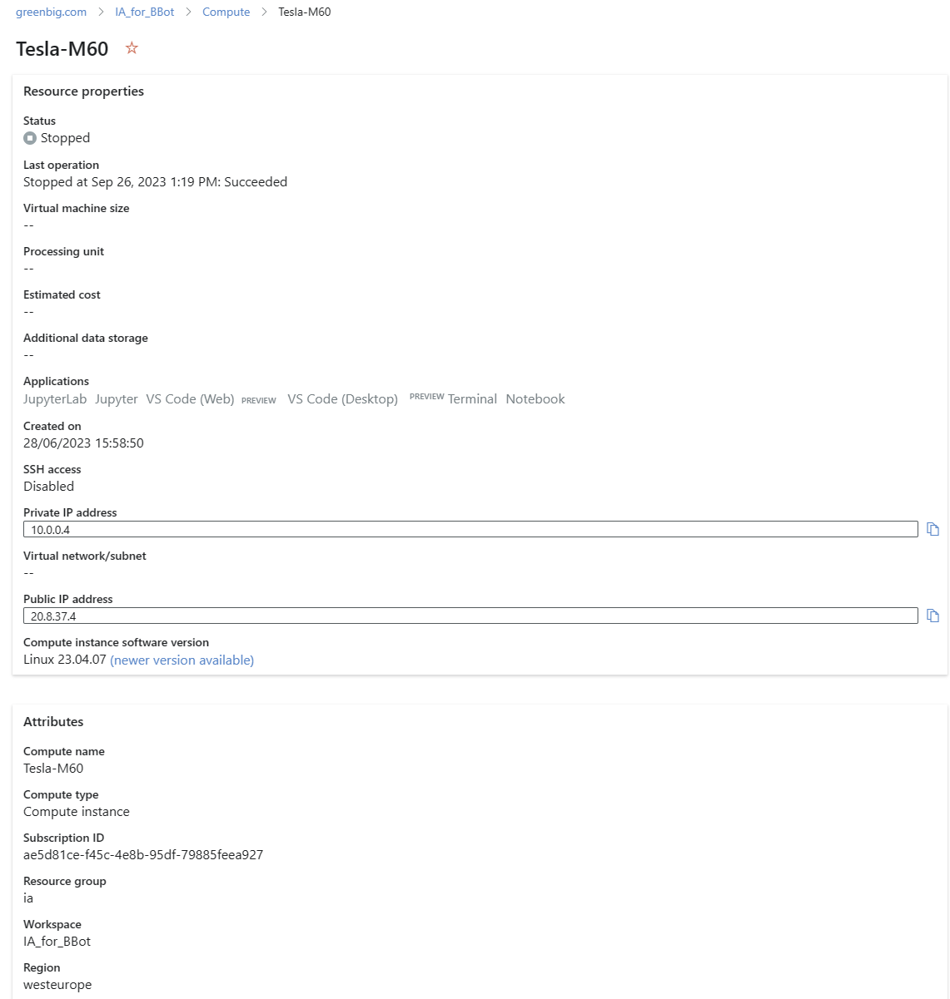 greenbig.com > IA_for_BBot > Compute > Tesla-M60
Tesla-M60
Resource properties
Status
Stopped
Last operation
Stopped at Sep 26, 2023 1:19 PM: Succeeded
Virtual machine size
--
Processing unit
--
Estimated cost
--
Additional data storage
--
Applications
JupyterLab Jupyter VS Code (Web) PREVIEW VS Code (Desktop) PREVIEW Terminal Notebook
Created on
28/06/2023 15:58:50
SSH access
Disabled
Private IP address
10.0.0.4
Virtual network/subnet
--
Public IP address
20.8.37.4
Compute instance software version
Linux 23.04.07 (newer version available)
Attributes
Compute name
Tesla-M60
Compute type
Compute instance
Subscription ID
ae5d81ce-f45c-4e8b-95df-79885feea927
Resource group
ia
Workspace
IA_for_BBot
Region
westeurope